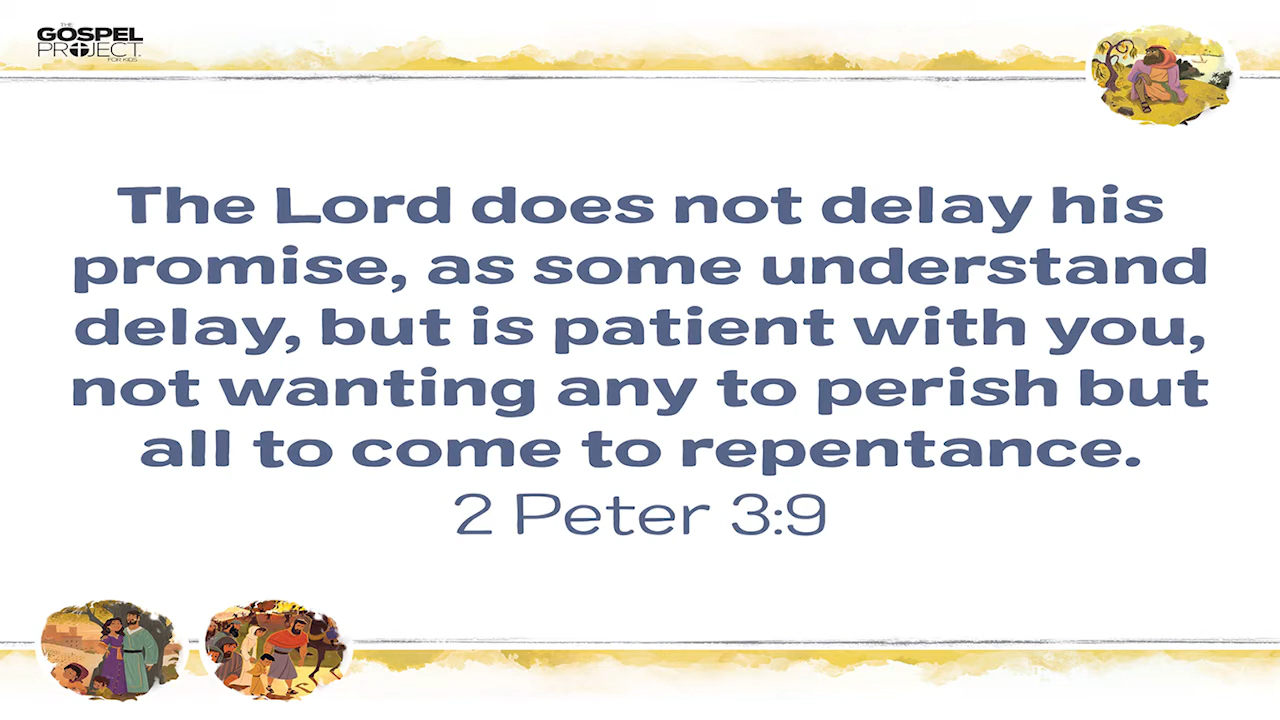 THE
GOSPEL
PROJECT
FOR KIDS
The Lord does not delay his
promise, as some understand
delay, but is patient with you,
not wanting any to perish but
all to come to repentance.
2 Peter 3:9